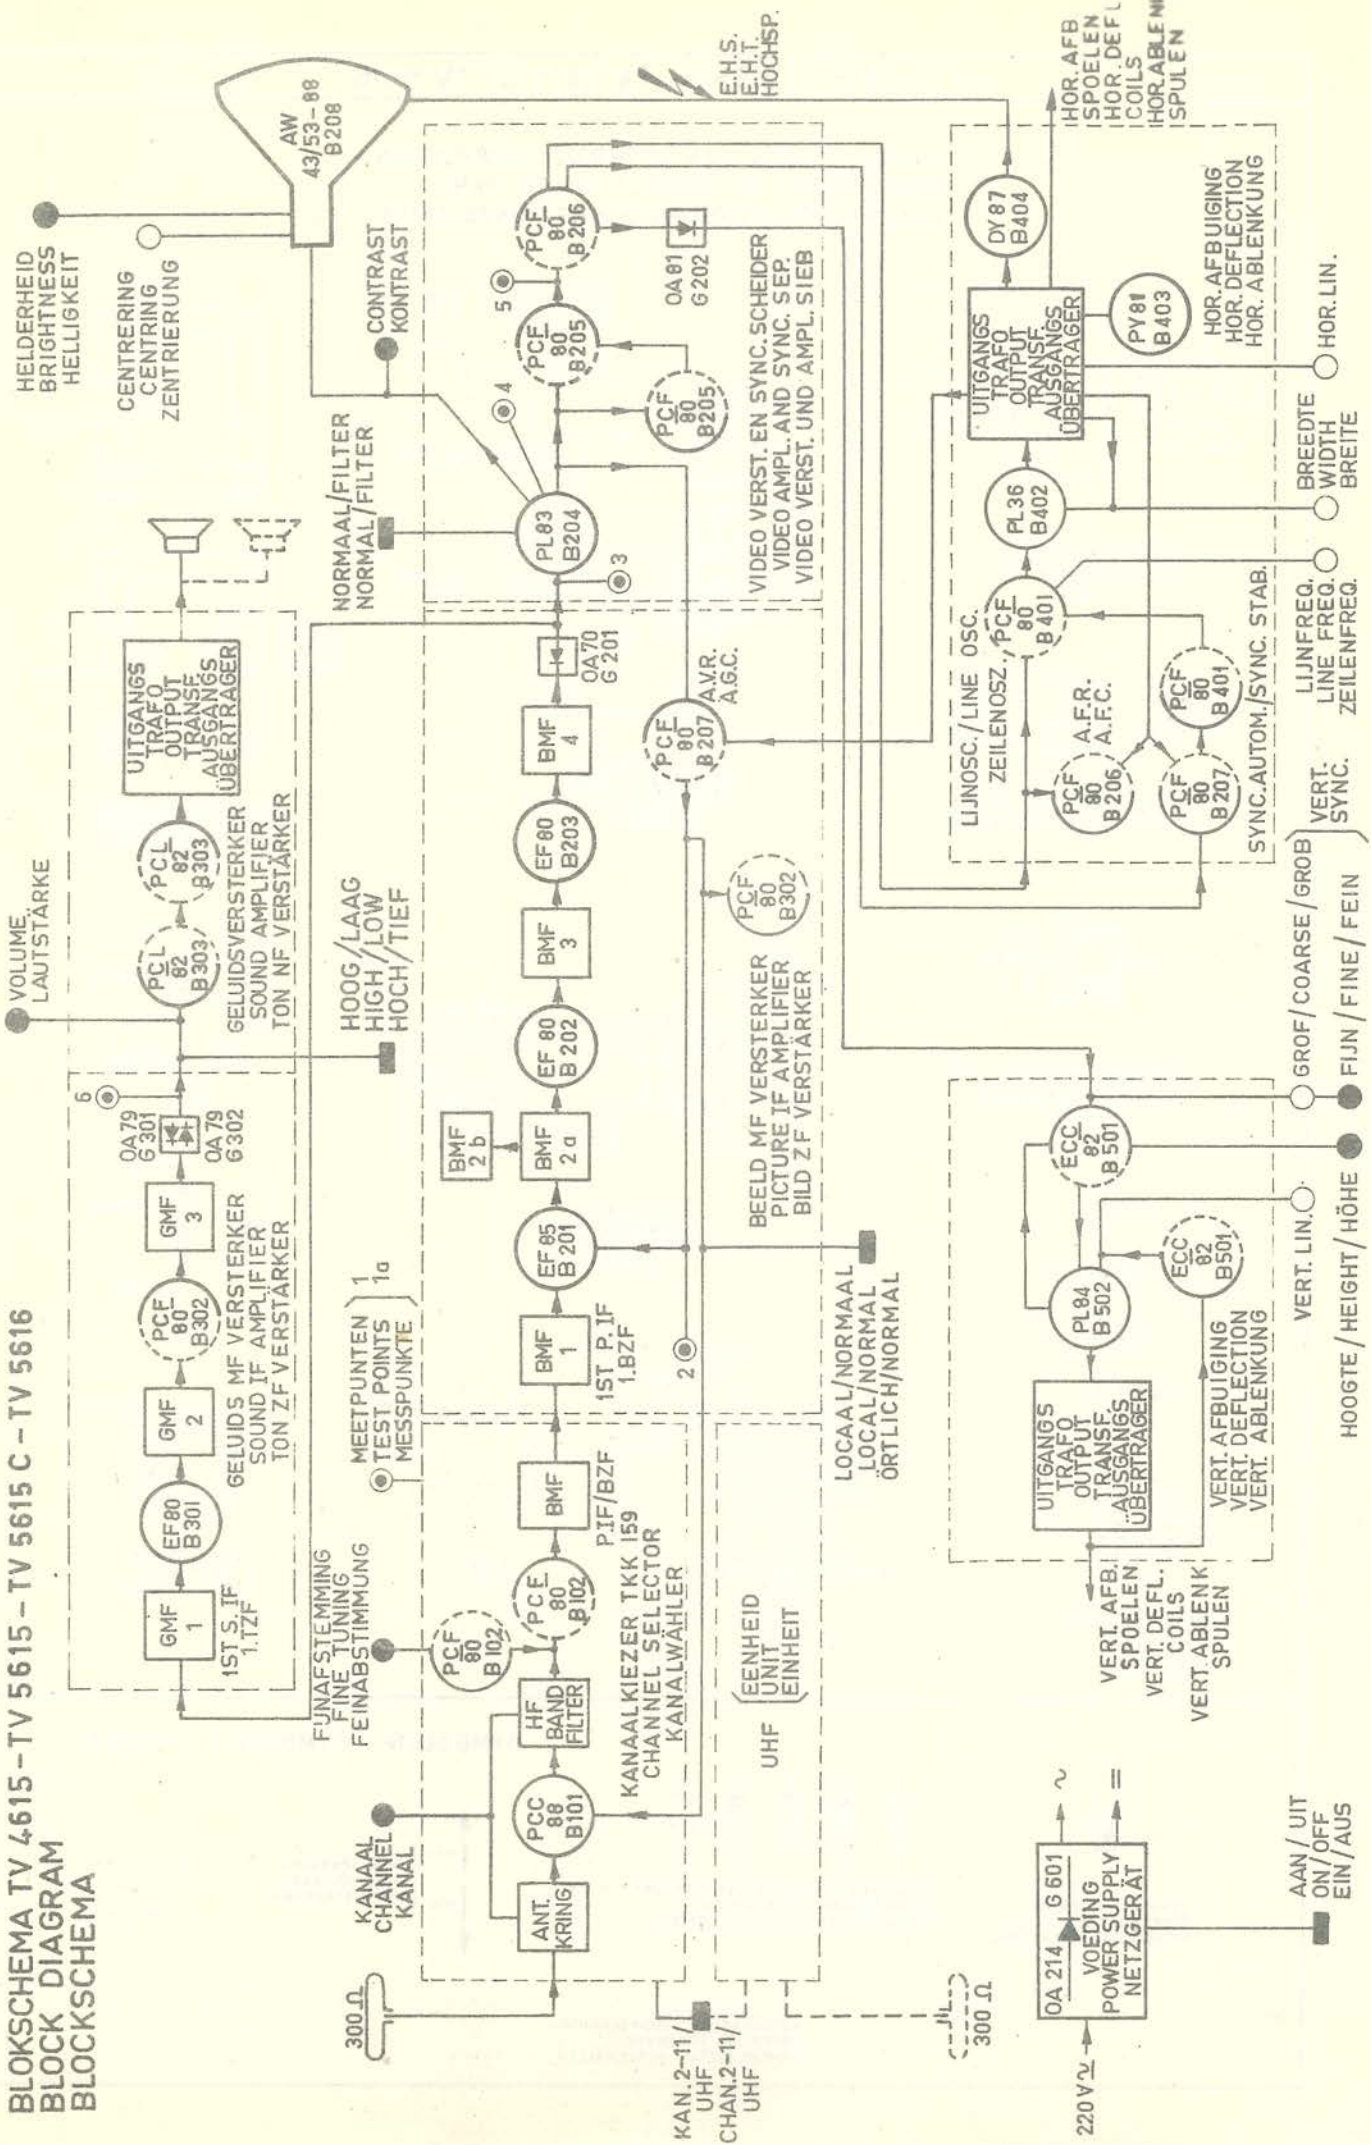 BLOKSCHEMA TV 4615 - TV 5615 - TV 5615 C - TV 5616
BLOCK DIAGRAM
BLOCKSCHEMA
VOLUME
LAUTSTÄRKE
HELDERHEID
BRIGHTNESS
HELLIGKEIT
CENTRERING
CENTRING
ZENTRIERUNG
AW
43/53-88
B208
GMF
1
1ST S. IF
1.TZF
EF80
B301
GMF
2
PCF
80
B302
GMF
3
OA79
G301
OA79
G302
6
GELUIDS MF VERSTERKER
SOUND IF AMPLIFIER
TON ZF VERSTÄRKER
PCL
82
B303
PCL
82
B303
UITGANGS
TRAFO
OUTPUT
TRANSF.
AUSGANGS
ÜBERTRAGER
GELUIDSVERSTERKER
SOUND AMPLIFIER
TON NF VERSTÄRKER
HOOG/LAAG
HIGH/LOW
HOCH/TIEF
NORMAAL/FILTER
NORMAL/FILTER
CONTRAST
KONTRAST
KANAAL
CHANNEL
KANAL
FIJNAFSTEMMING
FINE TUNING
FEINABSTIMMUNG
MEETPUNTEN
TEST POINTS
MESSPUNKTE
1
1a
300 Ω
ANT.
KRING
PCC
88
B101
HF
BAND
FILTER
PCF
80
B102
PCF
80
B102
BMF
P.IF/BZF
KANAALKIEZER TKK 159
CHANNEL SELECTOR
KANALWÄHLER
BMF
1
1ST P. IF
1.BZF
EF85
B201
BMF
2a
BMF
2b
EF 80
B 202
BMF
3
EF80
B203
BMF
4
OA70
G 201
2
PCF
80
B207
A.V.R.
A.G.C.
PCF
80
B302
BEELD MF VERSTERKER
PICTURE IF AMPLIFIER
BILD ZF VERSTÄRKER
3
PL83
B204
4
PCF
80
B205
PCF
80
B205
5
PCF
80
B206
OA81
G202
VIDEO VERST. EN SYNC. SCHEIDER
VIDEO AMPL. AND SYNC. SEP.
VIDEO VERST. UND AMPL. SIEB
E.H.S.
E.H.T.
HOCHSP.
KAN.2-11/
UHF
CHAN.2-11/
UHF
UHF
EENHEID
UNIT
EINHEIT
300 Ω
LOCAAL/NORMAAL
LOCAL/NORMAL
ÖRTLICH/NORMAL
220 V ~
OA 214
G 601
VOEDING
POWER SUPPLY
NETZGERÄT
~
=
AAN/UIT
ON/OFF
EIN/AUS
VERT. AFB.
SPOELEN
VERT. DEFL.
COILS
VERT. ABLENK
SPULEN
UITGANGS
TRAFO
OUTPUT
TRANSF.
AUSGANGS
ÜBERTRAGER
PL84
B502
ECC
82
B501
ECC
82
B501
VERT. AFBUIGING
VERT. DEFLECTION
VERT. ABLENKUNG
VERT. LIN.
HOOGTE/HEIGHT/HÖHE
GROF/COARSE/GROB
FIJN/FINE/FEIN
VERT.
SYNC.
LIJNOSC./LINE OSC.
ZEILENOSZ.
PCF
80
B206
A.F.R.
A.F.C.
PCF
80
B207
PCF
80
B401
PCF
80
B401
SYNC. AUTOM./SYNC. STAB.
PL36
B402
UITGANGS
TRAFO
OUTPUT
TRANSF.
AUSGANGS
ÜBERTRAGER
DY87
B404
PY81
B403
HOR. AFBUIGING
HOR. DEFLECTION
HOR. ABLENKUNG
HOR. AFB
SPOELEN
HOR. DEFL
COILS
HOR. ABLEN
SPULEN
LIJNFREQ.
LINE FREQ.
ZEILENFREQ.
BREEDTE
WIDTH
BREITE
HOR. LIN.